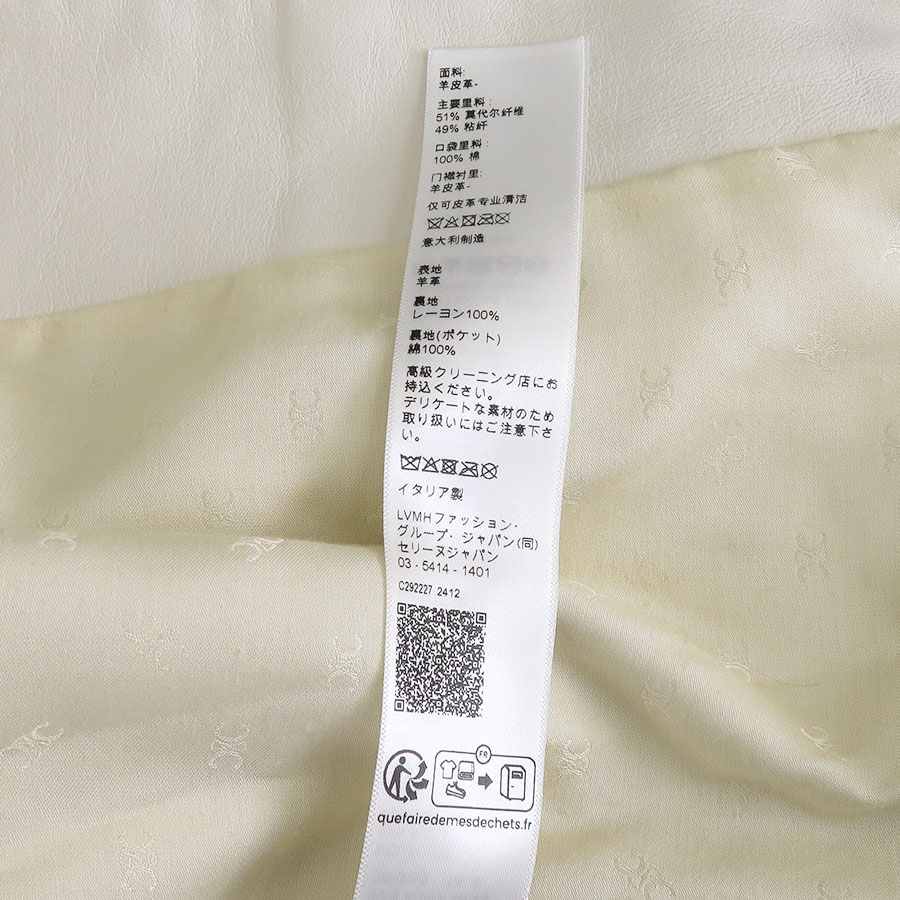 面料:
羊皮革-
主要里料:
51% 莫代尔纤维
49% 粘纤
口袋里料:
100% 棉
门襟衬里:
羊皮革-
仅可皮革专业清洁
意大利制造
表地
羊革
裏地
レーヨン100%
裏地(ポケット)
綿100%
高級クリーニング店にお
持込ください。
デリケートな素材のため
取り扱いにはご注意下さ
い。
イタリア製
LVMHファッション・
グループ・ジャパン(同)
セリーヌジャパン
03 - 5414 - 1401
C292227 2412
FR
quefairedemesdechets.fr